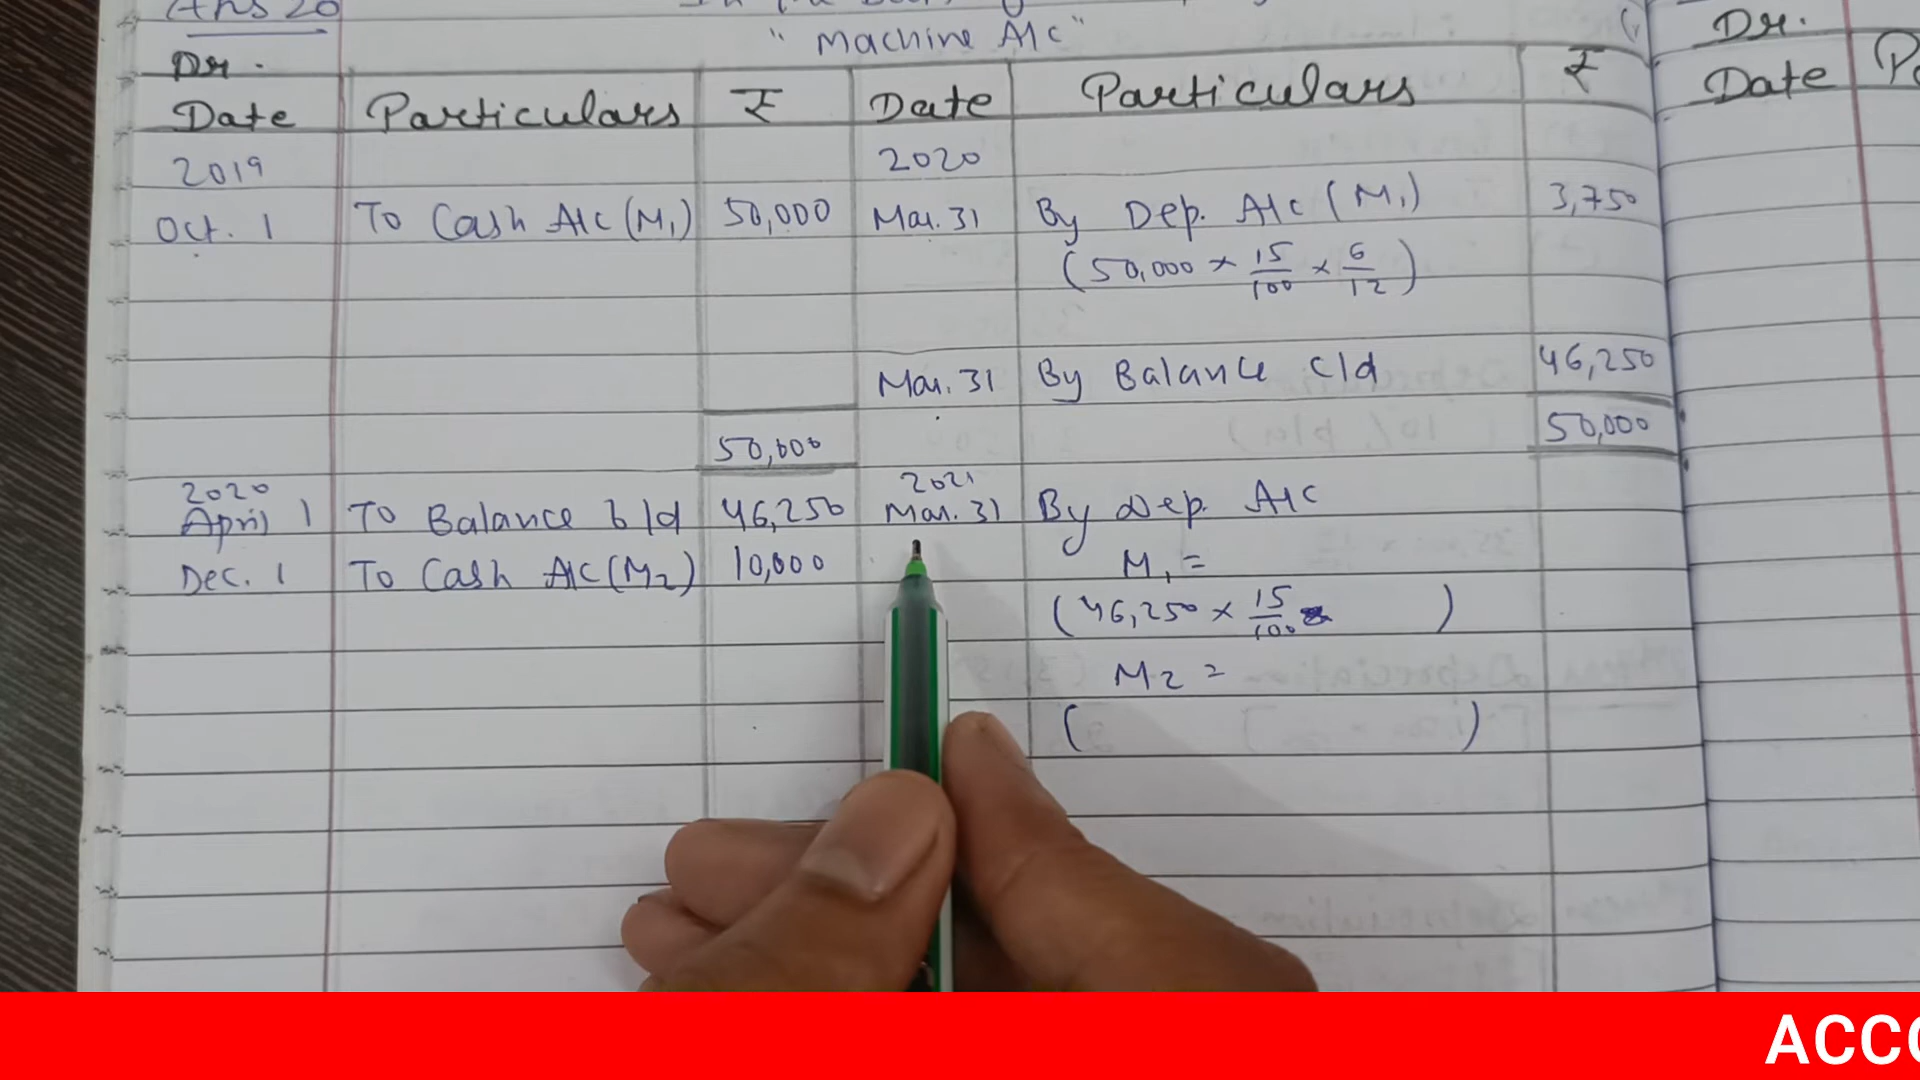 Ans 20
"Machine A/c"
Dr.
Date Particulars ₹ Date Particulars ₹
2019 2020
Oct. 1 To Cash A/c (M1) 50,000 Mar. 31 By Dep. A/c (M1) 3,750
(50,000 × 15/100 × 6/12)
Mar. 31 By Balance c/d 46,250
50,000 50,000
2020 2021
April 1 To Balance b/d 46,250 Mar. 31 By Dep. A/c
Dec. 1 To Cash A/c (M2) 10,000 M1 =
(46,250 × 15/100 )
M2 =
( )
Dr.
Date
ACCO